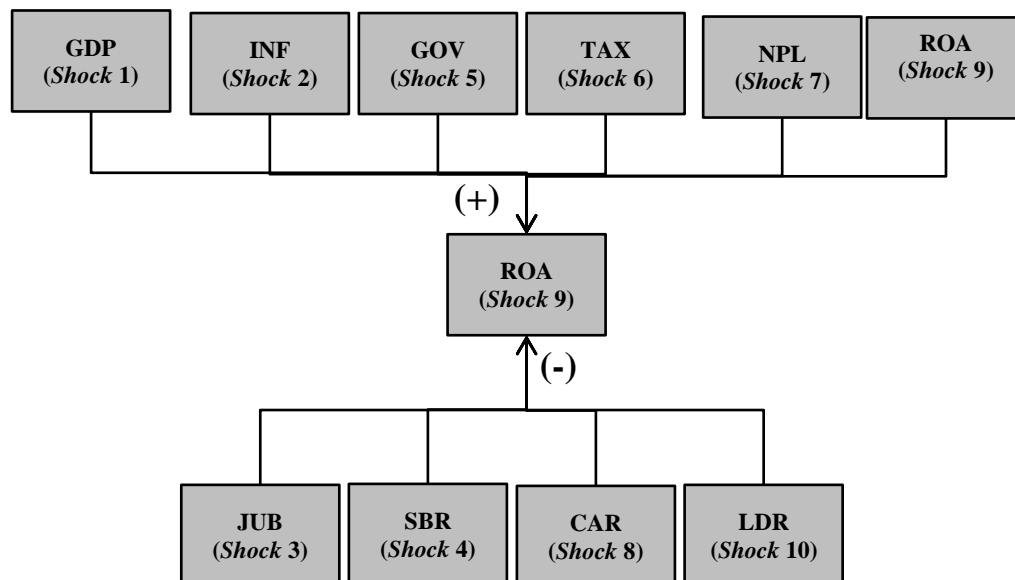 GDP
(Shock 1)
INF
(Shock 2)
GOV
(Shock 5)
TAX
(Shock 6)
NPL
(Shock 7)
ROA
(Shock 9)
(+)
ROA
(Shock 9)
(-)
JUB
(Shock 3)
SBR
(Shock 4)
CAR
(Shock 8)
LDR
(Shock 10)